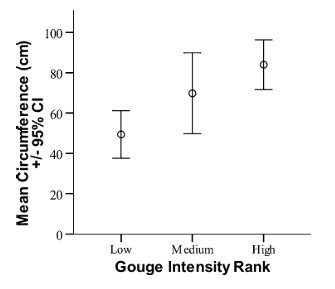 Mean Circumference (cm)
+/- 95% CI
100
80
60
40
20
0
Low Medium High
Gouge Intensity Rank